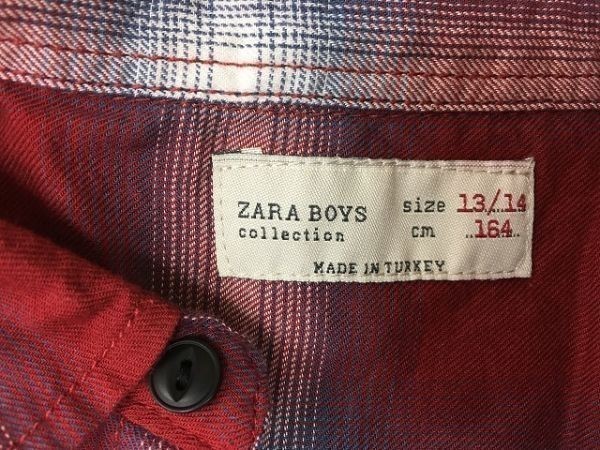 ZARA BOYS size 13/14
collection cm 164
MADE IN TURKEY